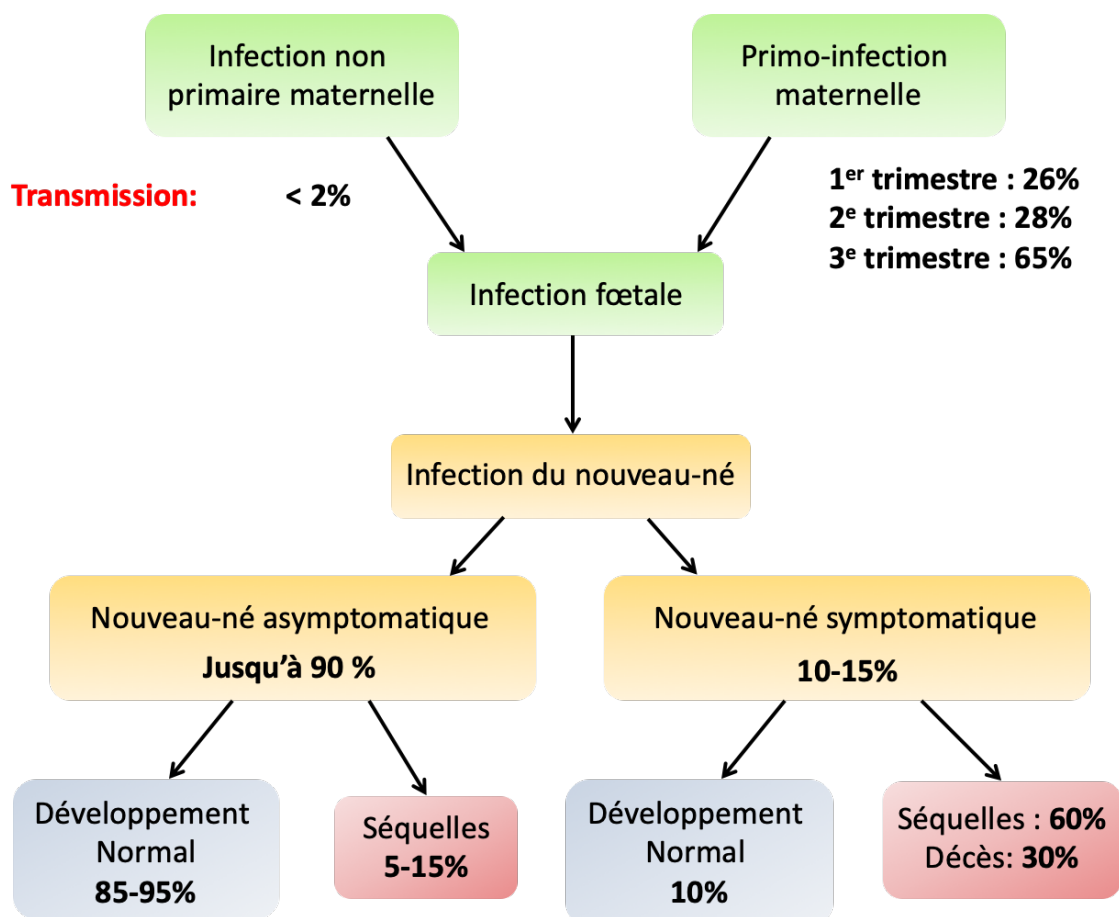 Infection non
primaire maternelle
Primo-infection
maternelle
Transmission:
< 2%
1er trimestre : 26%
2e trimestre : 28%
3e trimestre : 65%
Infection fœtale
Infection du nouveau-né
Nouveau-né asymptomatique
Jusqu’à 90 %
Nouveau-né symptomatique
10-15%
Développement
Normal
85-95%
Séquelles
5-15%
Développement
Normal
10%
Séquelles : 60%
Décès: 30%